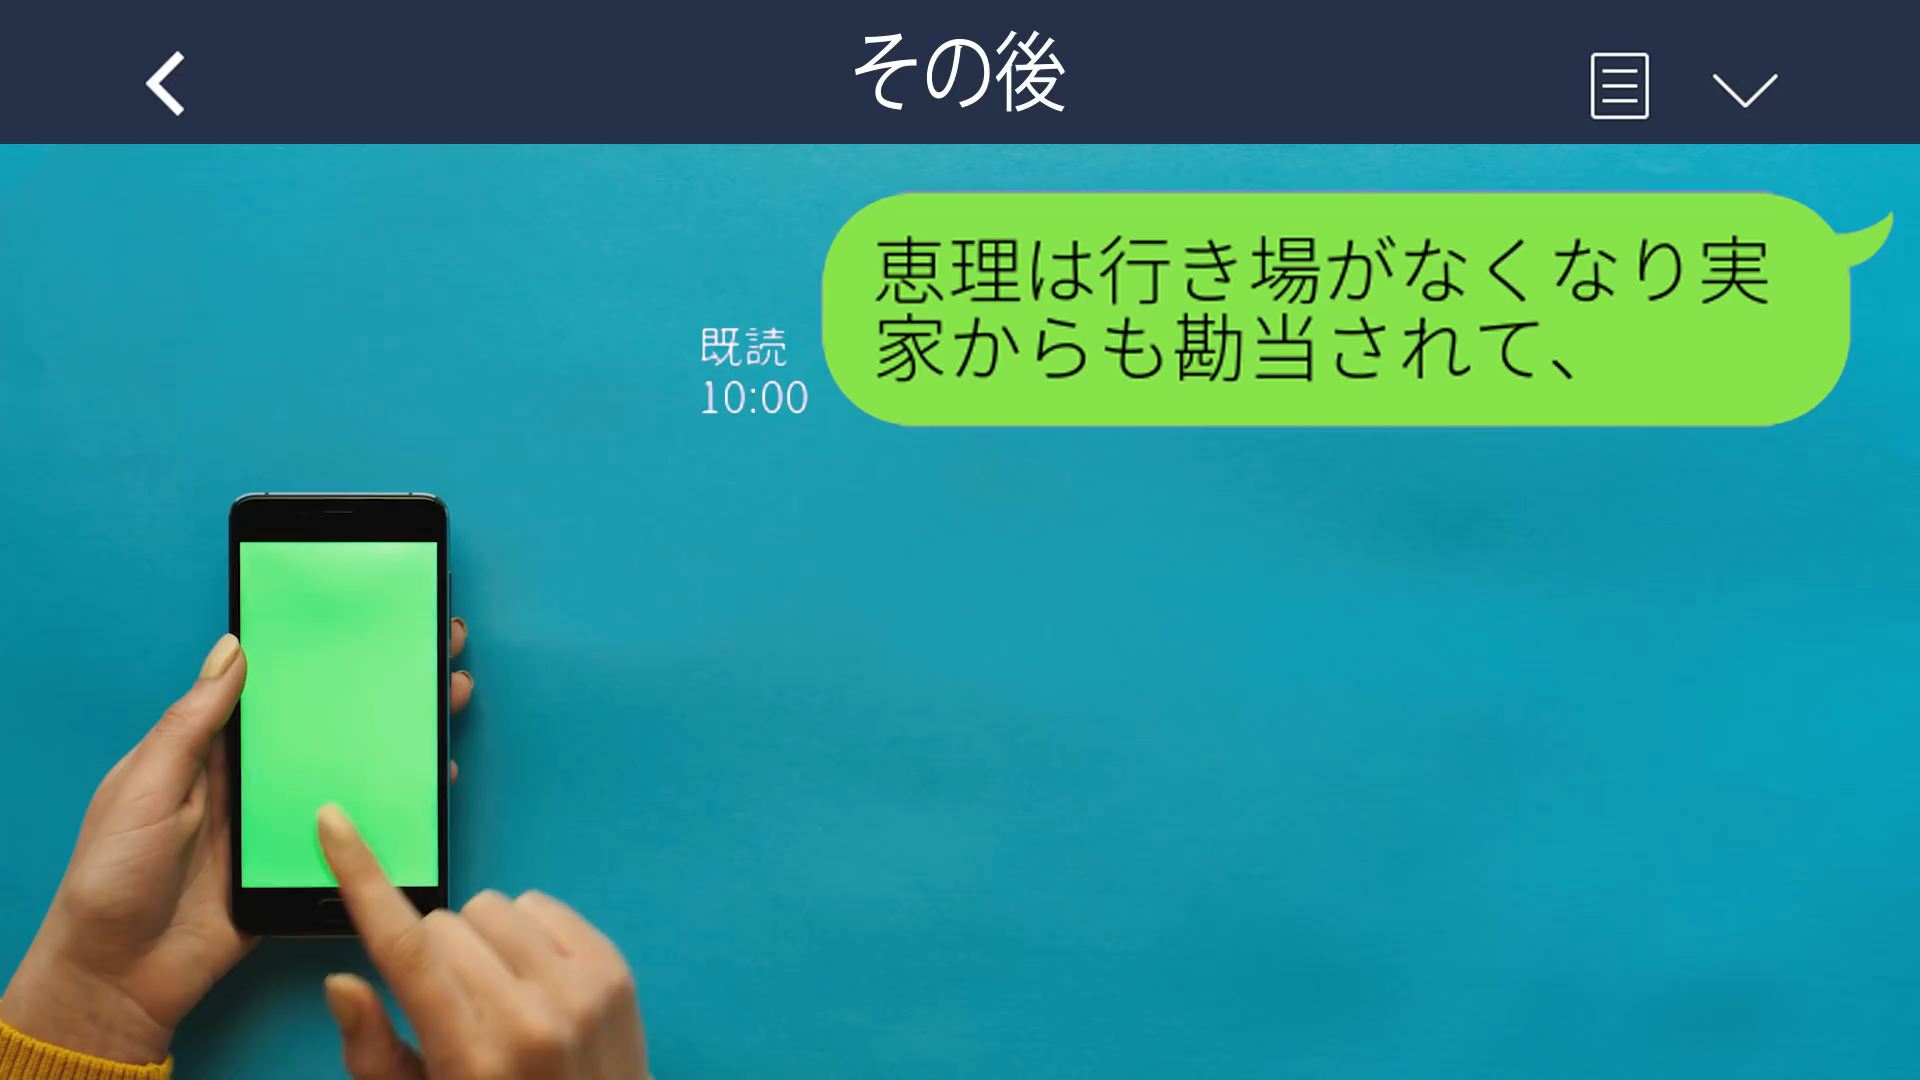 その後
恵理は行き場がなくなり実
家からも勘当されて、
既読
10:00